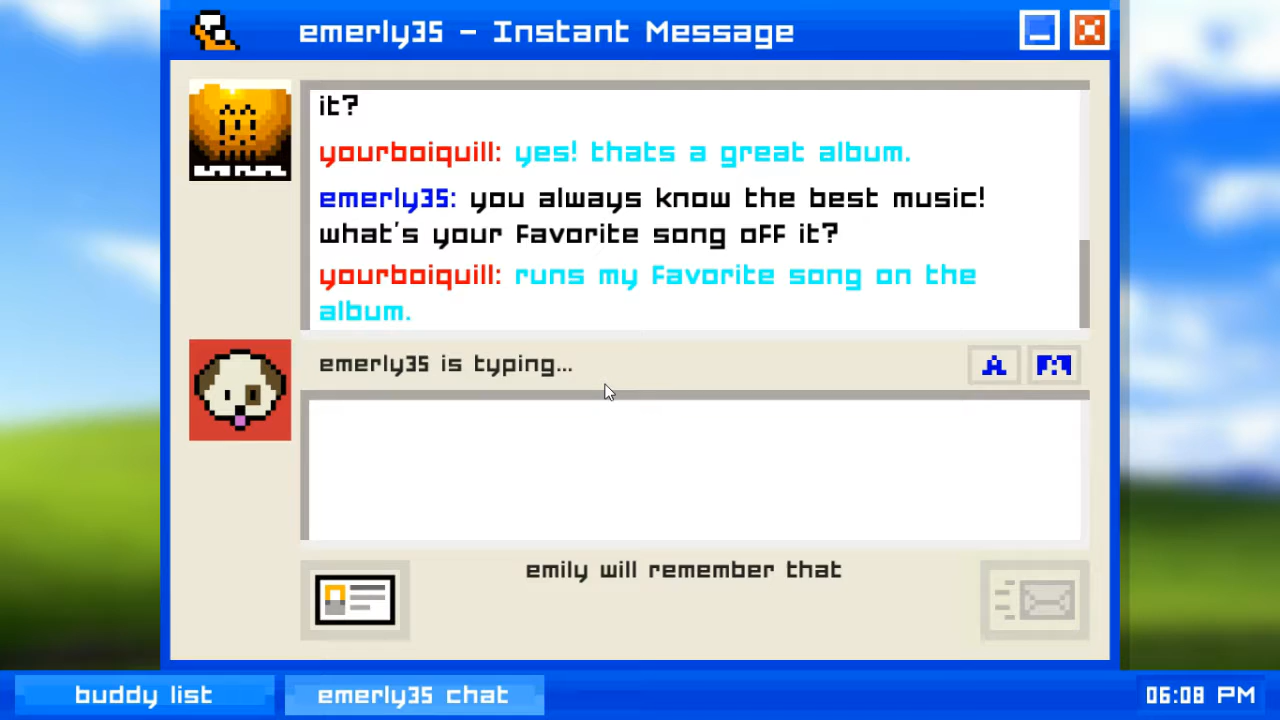 emerly35 - Instant Message
it?
yourboiquill: yes! thats a great album.
emerly35: you always know the best music!
what's your favorite song off it?
yourboiquill: runs my favorite song on the
album.
emerly35 is typing...
A
emily will remember that
buddy list
emerly35 chat
06:08 PM